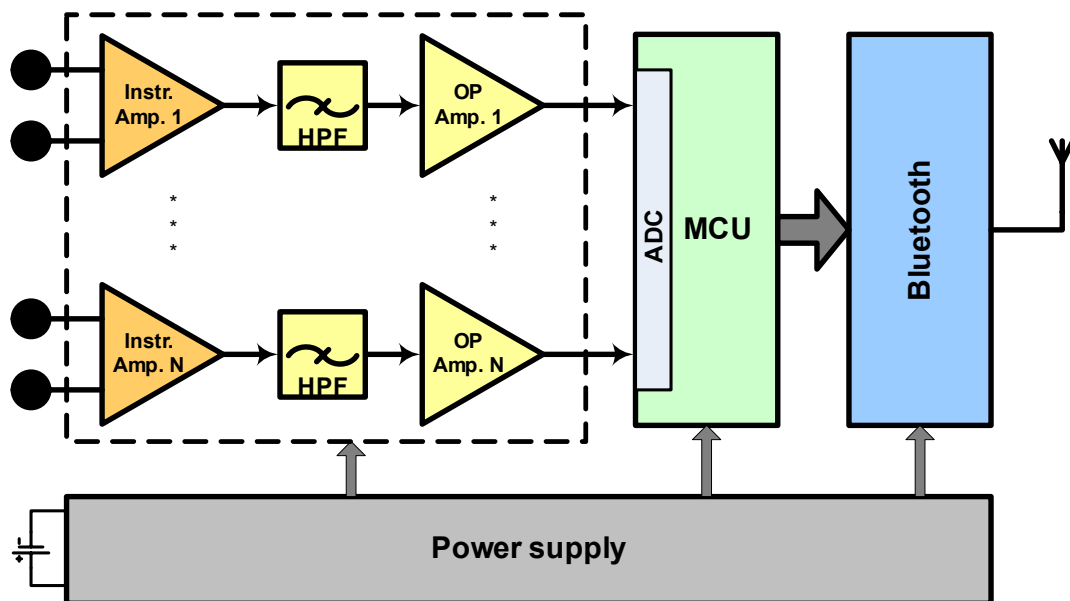 Instr.
Amp. 1
HPF
OP
Amp. 1
*
*
*
*
*
*
Instr.
Amp. N
HPF
OP
Amp. N
ADC
MCU
Bluetooth
Power supply